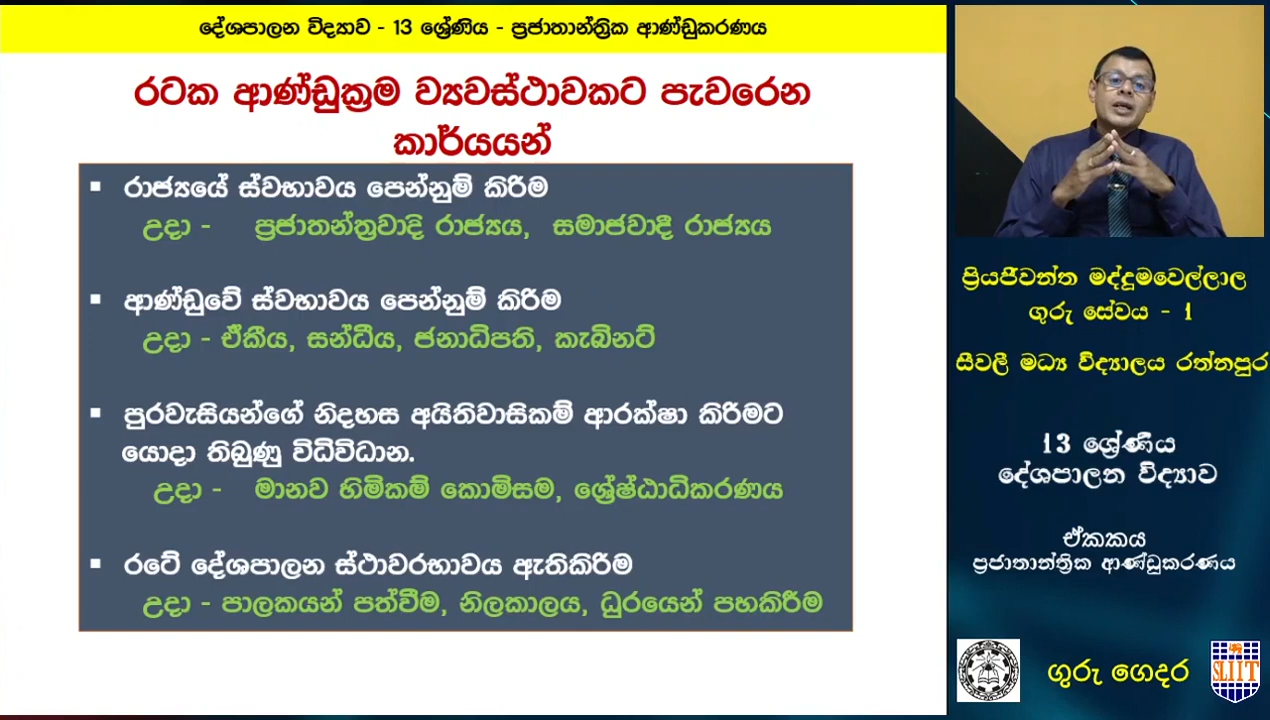 දේශපාලන විද්‍යාව - 13 ශ්‍රේණිය - ප්‍රජාතාන්ත්‍රික ආණ්ඩුකරණය
රටක ආණ්ඩුක්‍රම ව්‍යවස්ථාවකට පැවරෙන
කාර්යයන්
▪ රාජ්‍යයේ ස්වභාවය පෙන්නුම් කිරිම
උදා - ප්‍රජාතන්ත්‍රවාදි රාජ්‍යය, සමාජවාදී රාජ්‍යය
▪ ආණ්ඩුවේ ස්වභාවය පෙන්නුම් කිරිම
උදා - ඒකීය, සන්ධීය, ජනාධිපති, කැබිනට්
▪ පුරවැසියන්ගේ නිදහස අයිතිවාසිකම් ආරක්ෂා කිරිමට
යොදා තිබුණු විධිවිධාන.
උදා - මානව හිමිකම් කොමිසම, ශ්‍රේෂ්ඨාධිකරණය
▪ රටේ දේශපාලන ස්ථාවරභාවය ඇතිකිරිම
උදා - පාලකයන් පත්වීම, නිලකාලය, ධුරයෙන් පහකිරීම
ප්‍රියජීවන්ත මද්දූමවෙල්ලාල
ගුරු සේවය - 1
සීවලී මධ්‍ය විද්‍යාලය රත්නපුර
13 ශ්‍රේණිය
දේශපාලන විද්‍යාව
ඒකකය
ප්‍රජාතාන්ත්‍රික ආණ්ඩුකරණය
ගුරු ගෙදර
SLIIT